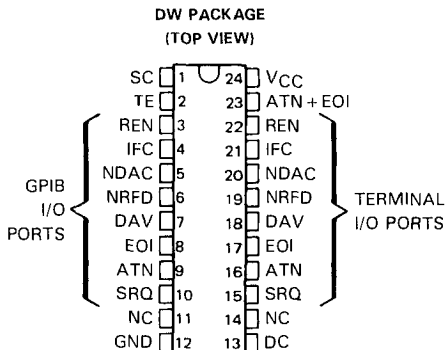 DW PACKAGE
(TOP VIEW)
SC 1 24 VCC
TE 2 23 ATN + EOI
REN 3 22 REN
IFC 4 21 IFC
NDAC 5 20 NDAC
GPIB I/O PORTS
NRFD 6 19 NRFD
TERMINAL I/O PORTS
DAV 7 18 DAV
EOI 8 17 EOI
ATN 9 16 ATN
SRQ 10 15 SRQ
NC 11 14 NC
GND 12 13 DC